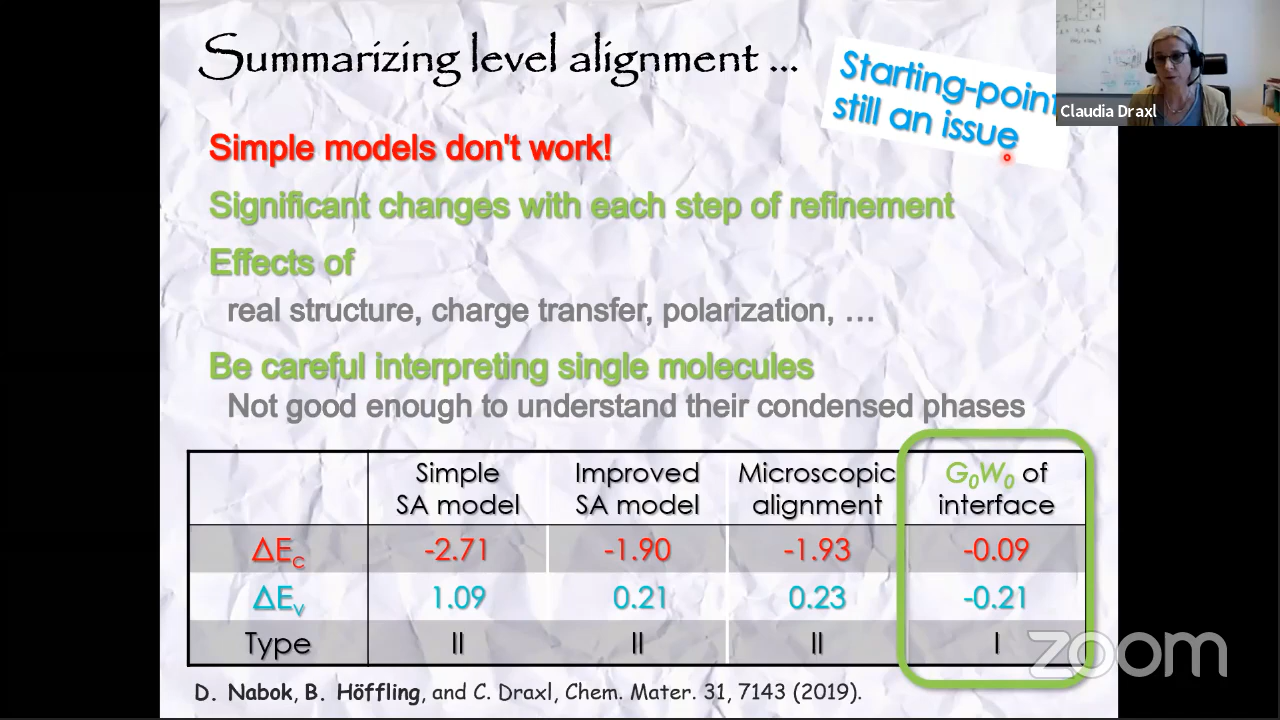 Summarizing level alignment ...
Starting-point
still an issue
Claudia Draxl
Simple models don't work!
Significant changes with each step of refinement
Effects of
real structure, charge transfer, polarization, …
Be careful interpreting single molecules
Not good enough to understand their condensed phases
Simple SA model Improved SA model Microscopic alignment G₀W₀ of interface
ΔEc -2.71 -1.90 -1.93 -0.09
ΔEv 1.09 0.21 0.23 -0.21
Type II II II I
zoom
D. Nabok, B. Höffling, and C. Draxl, Chem. Mater. 31, 7143 (2019).